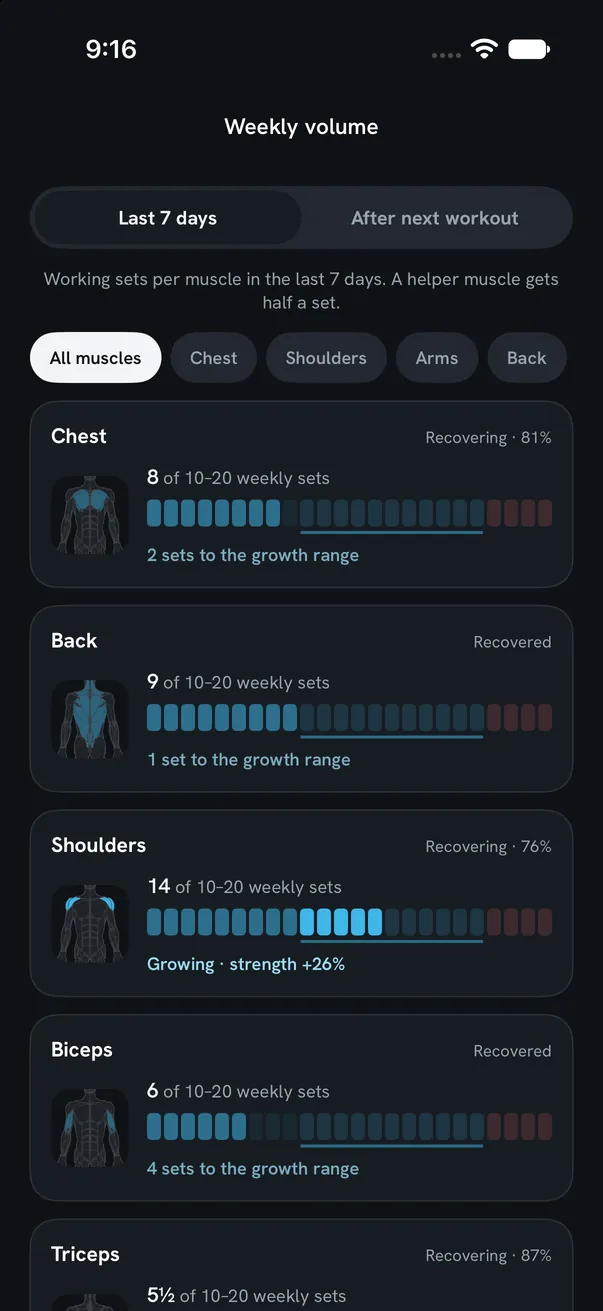 9:16
Weekly volume
Last 7 days
After next workout
Working sets per muscle in the last 7 days. A helper muscle gets
half a set.
All muscles
Chest
Shoulders
Arms
Back
Chest
Recovering · 81%
8 of 10–20 weekly sets
2 sets to the growth range
Back
Recovered
9 of 10–20 weekly sets
1 set to the growth range
Shoulders
Recovering · 76%
14 of 10–20 weekly sets
Growing · strength +26%
Biceps
Recovered
6 of 10–20 weekly sets
4 sets to the growth range
Triceps
Recovering · 87%
5½ of 10–20 weekly sets